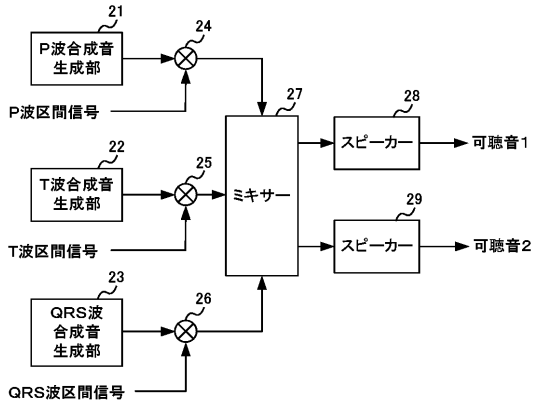 21
P波合成音
生成部
24
P波区間信号
27
28
スピーカー
可聴音1
22
T波合成音
生成部
25
ミキサー
T波区間信号
29
スピーカー
可聴音2
23
QRS波
合成音
生成部
26
QRS波区間信号